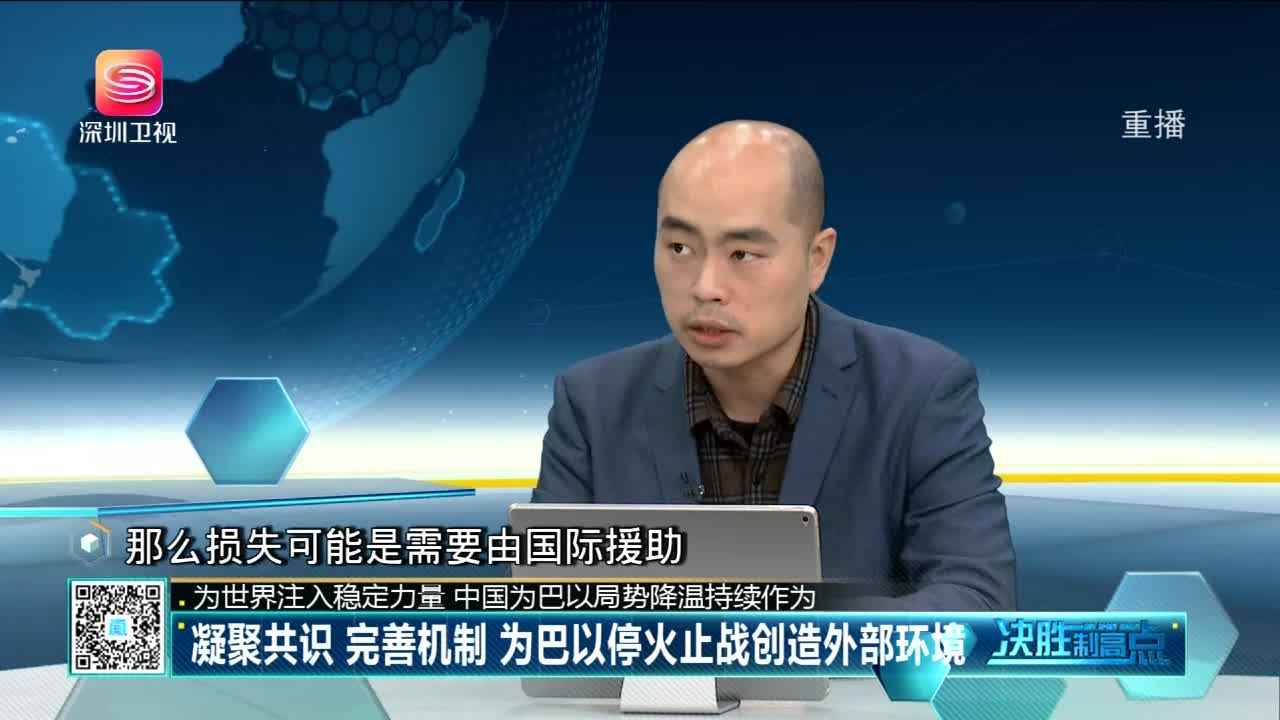 深圳卫视
重播
那么损失可能是需要由国际援助
为世界注入稳定力量 中国为巴以局势降温持续作为
凝聚共识 完善机制 为巴以停火止战创造外部环境
决胜制高点